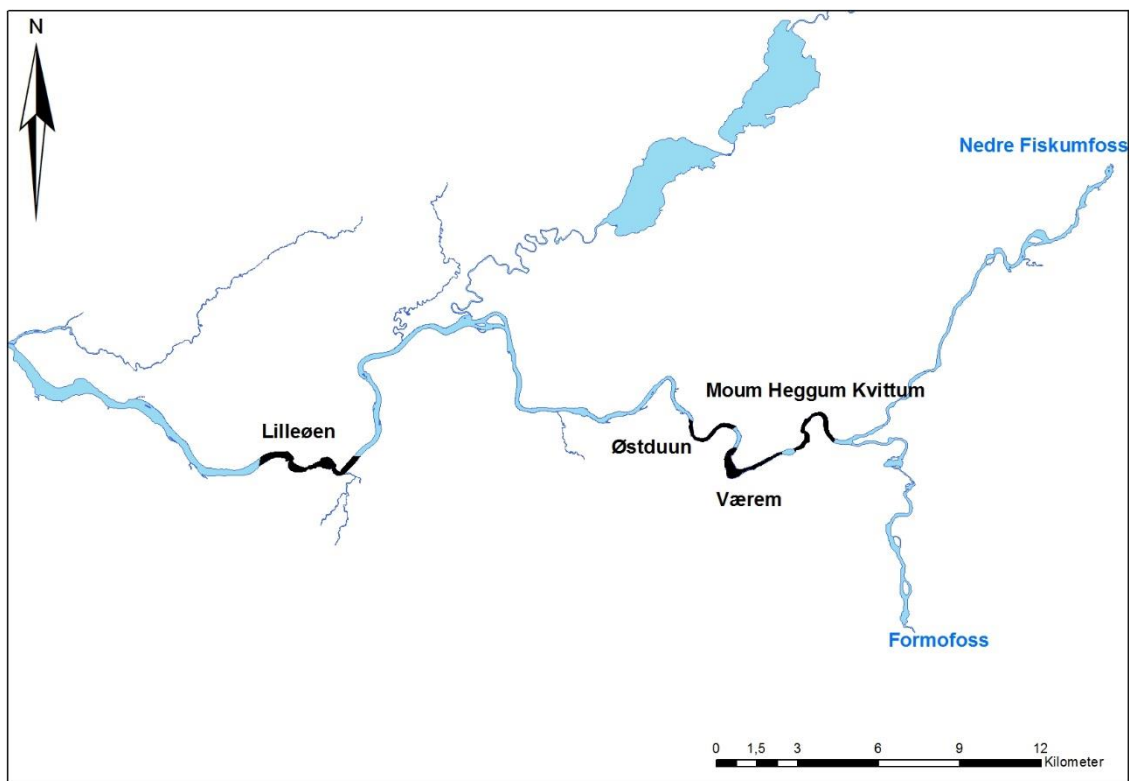 N
Nedre Fiskumfoss
Moum Heggum Kvittum
Lilleøen
Østduun
Værem
Formofoss
0 1,5 3 6 9 12
Kilometer